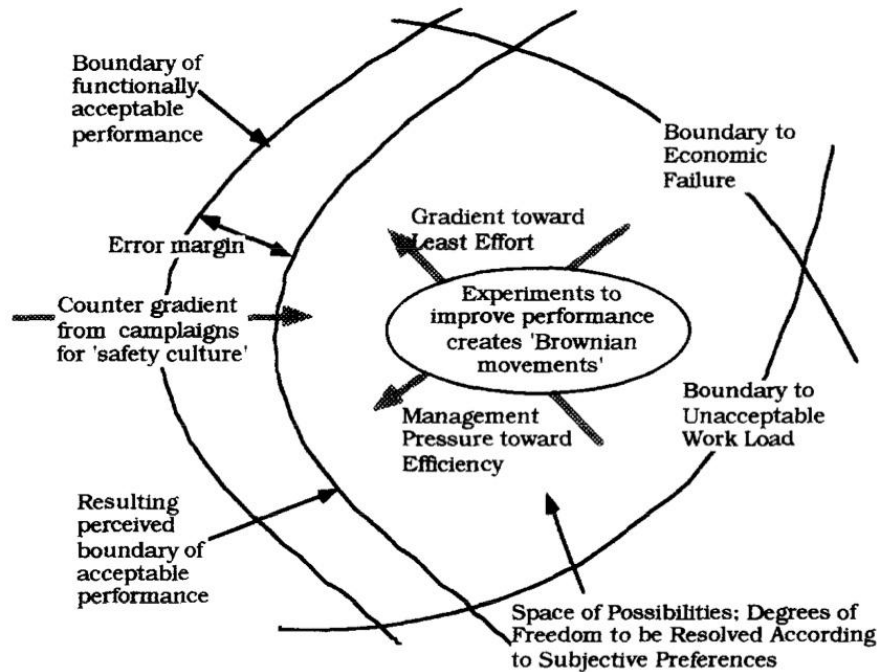 Boundary of
functionally
acceptable
performance
Boundary to
Economic
Failure
Gradient toward
Least Effort
Error margin
Counter gradient
from camplaigns
for 'safety culture'
Experiments to
improve performance
creates 'Brownian
movements'
Management
Pressure toward
Efficiency
Boundary to
Unacceptable
Work Load
Resulting
perceived
boundary of
acceptable
performance
Space of Possibilities; Degrees of
Freedom to be Resolved According
to Subjective Preferences